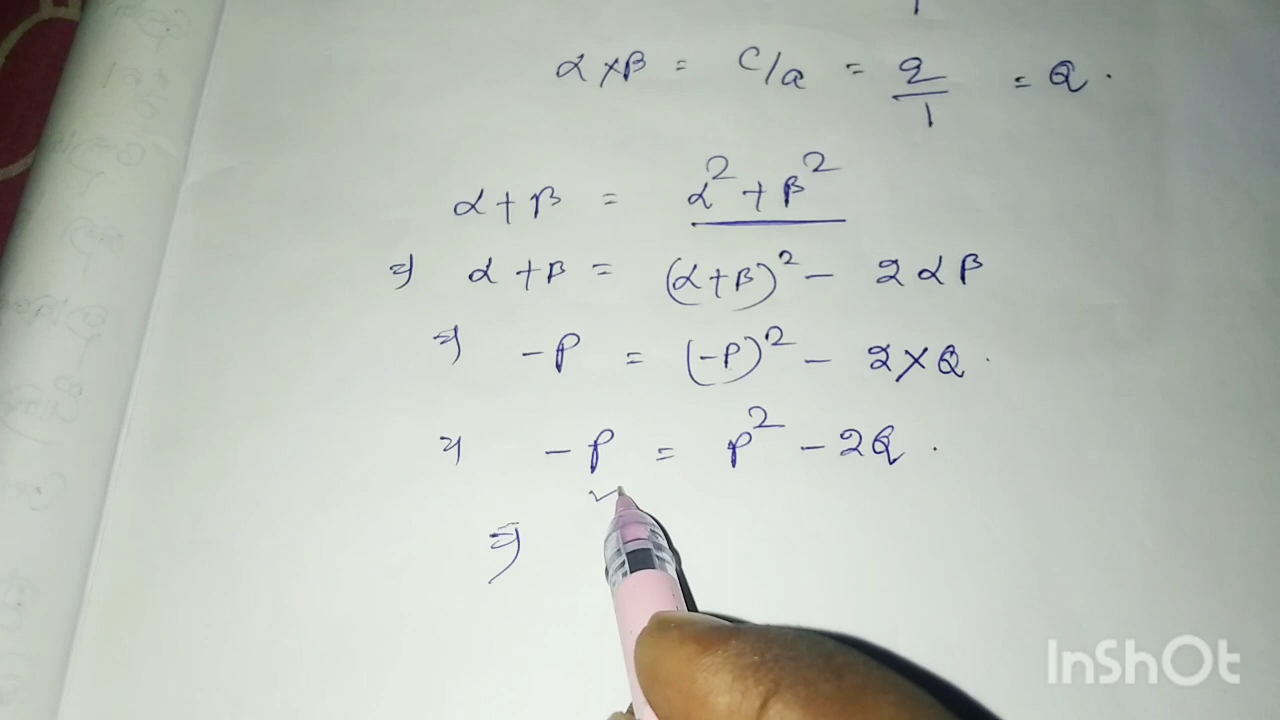 α × β = c/a = q/1 = Q.
α + β = α² + β²
⇒ α + β = (α + β)² - 2αβ
⇒ -P = (-P)² - 2 × Q.
⇒ -P = P² - 2Q.
⇒
InShOt